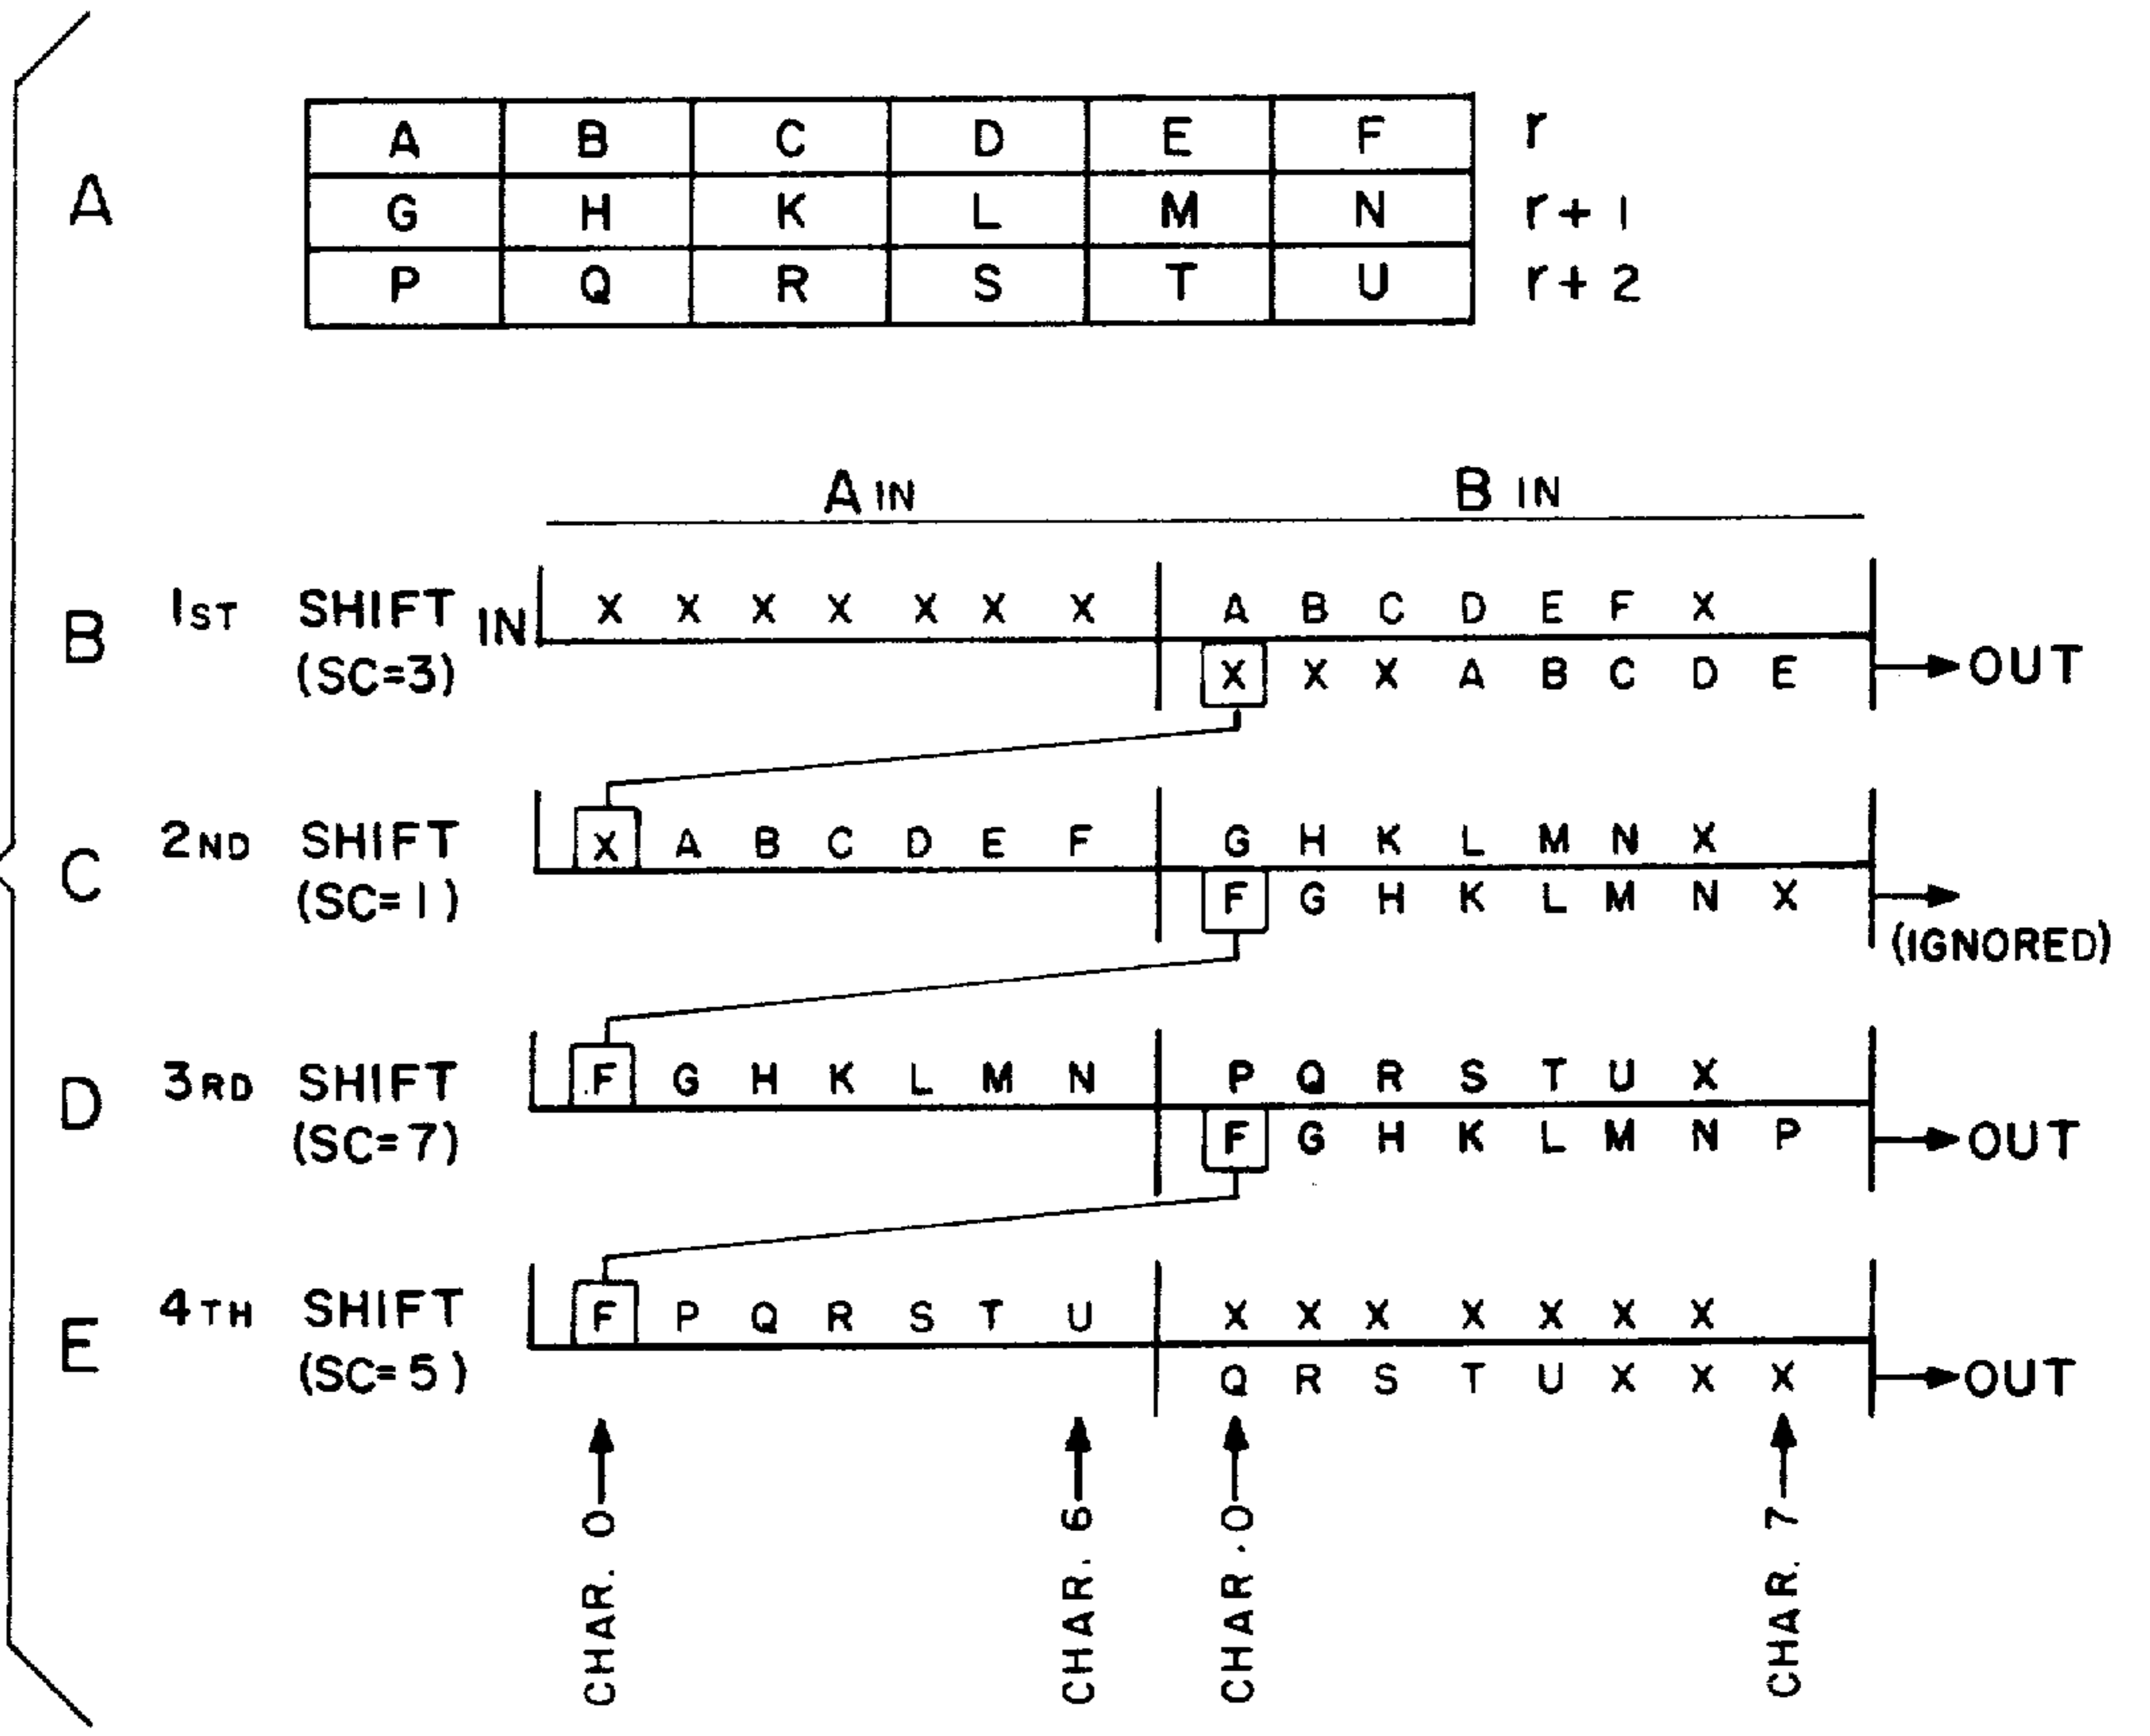 A B C D E F r
A G H K L M N r+1
P Q R S T U r+2
A IN B IN
B 1ST SHIFT IN X X X X X X X A B C D E F X
(SC=3) X X X A B C D E OUT
C 2ND SHIFT X A B C D E F G H K L M N X
(SC=1) F G H K L M N X
(IGNORED)
D 3RD SHIFT F G H K L M N P Q R S T U X
(SC=7) F G H K L M N P OUT
E 4TH SHIFT F P Q R S T U X X X X X X X
(SC=5) Q R S T U X X X OUT
CHAR. 0 CHAR. 6 CHAR. 0 CHAR. 7